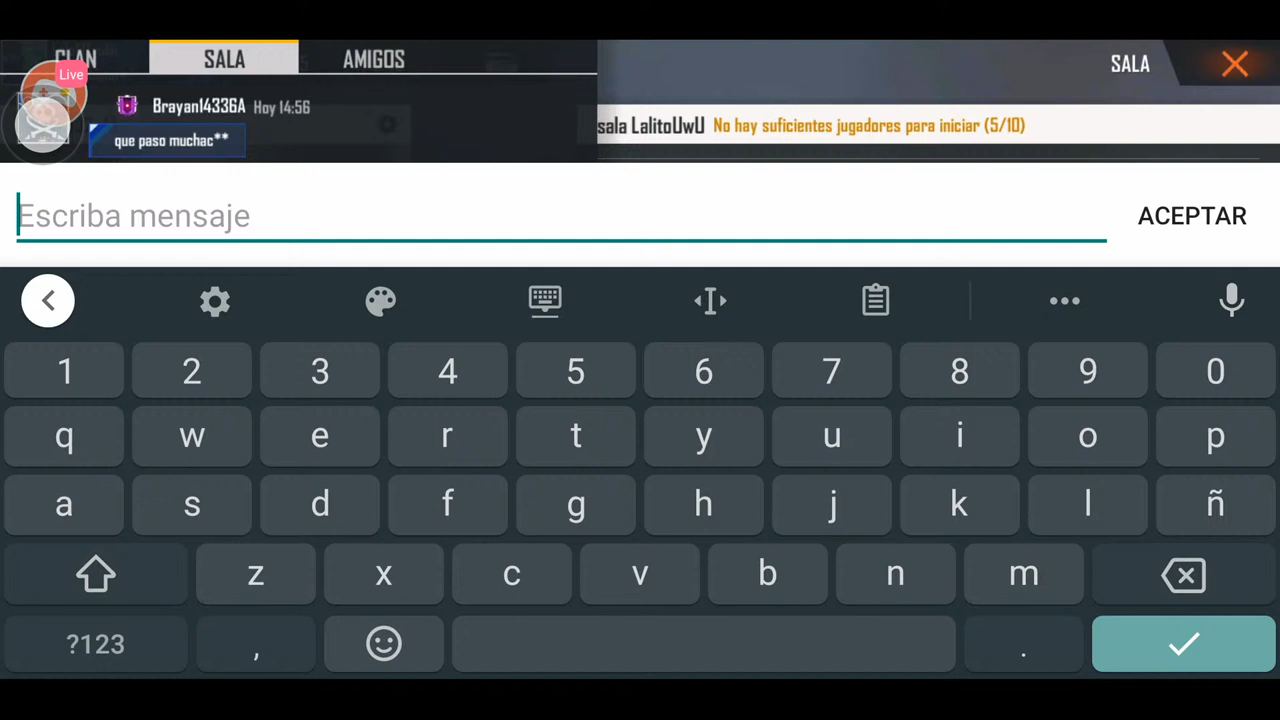 CLAN SALA AMIGOS SALA
Live
Brayan14336A Hoy 14:56
que paso muchac**
sala LalitoUwU No hay suficientes jugadores para iniciar (5/10)
Escriba mensaje ACEPTAR
1 2 3 4 5 6 7 8 9 0
q w e r t y u i o p
a s d f g h j k l ñ
z x c v b n m
?123 , .